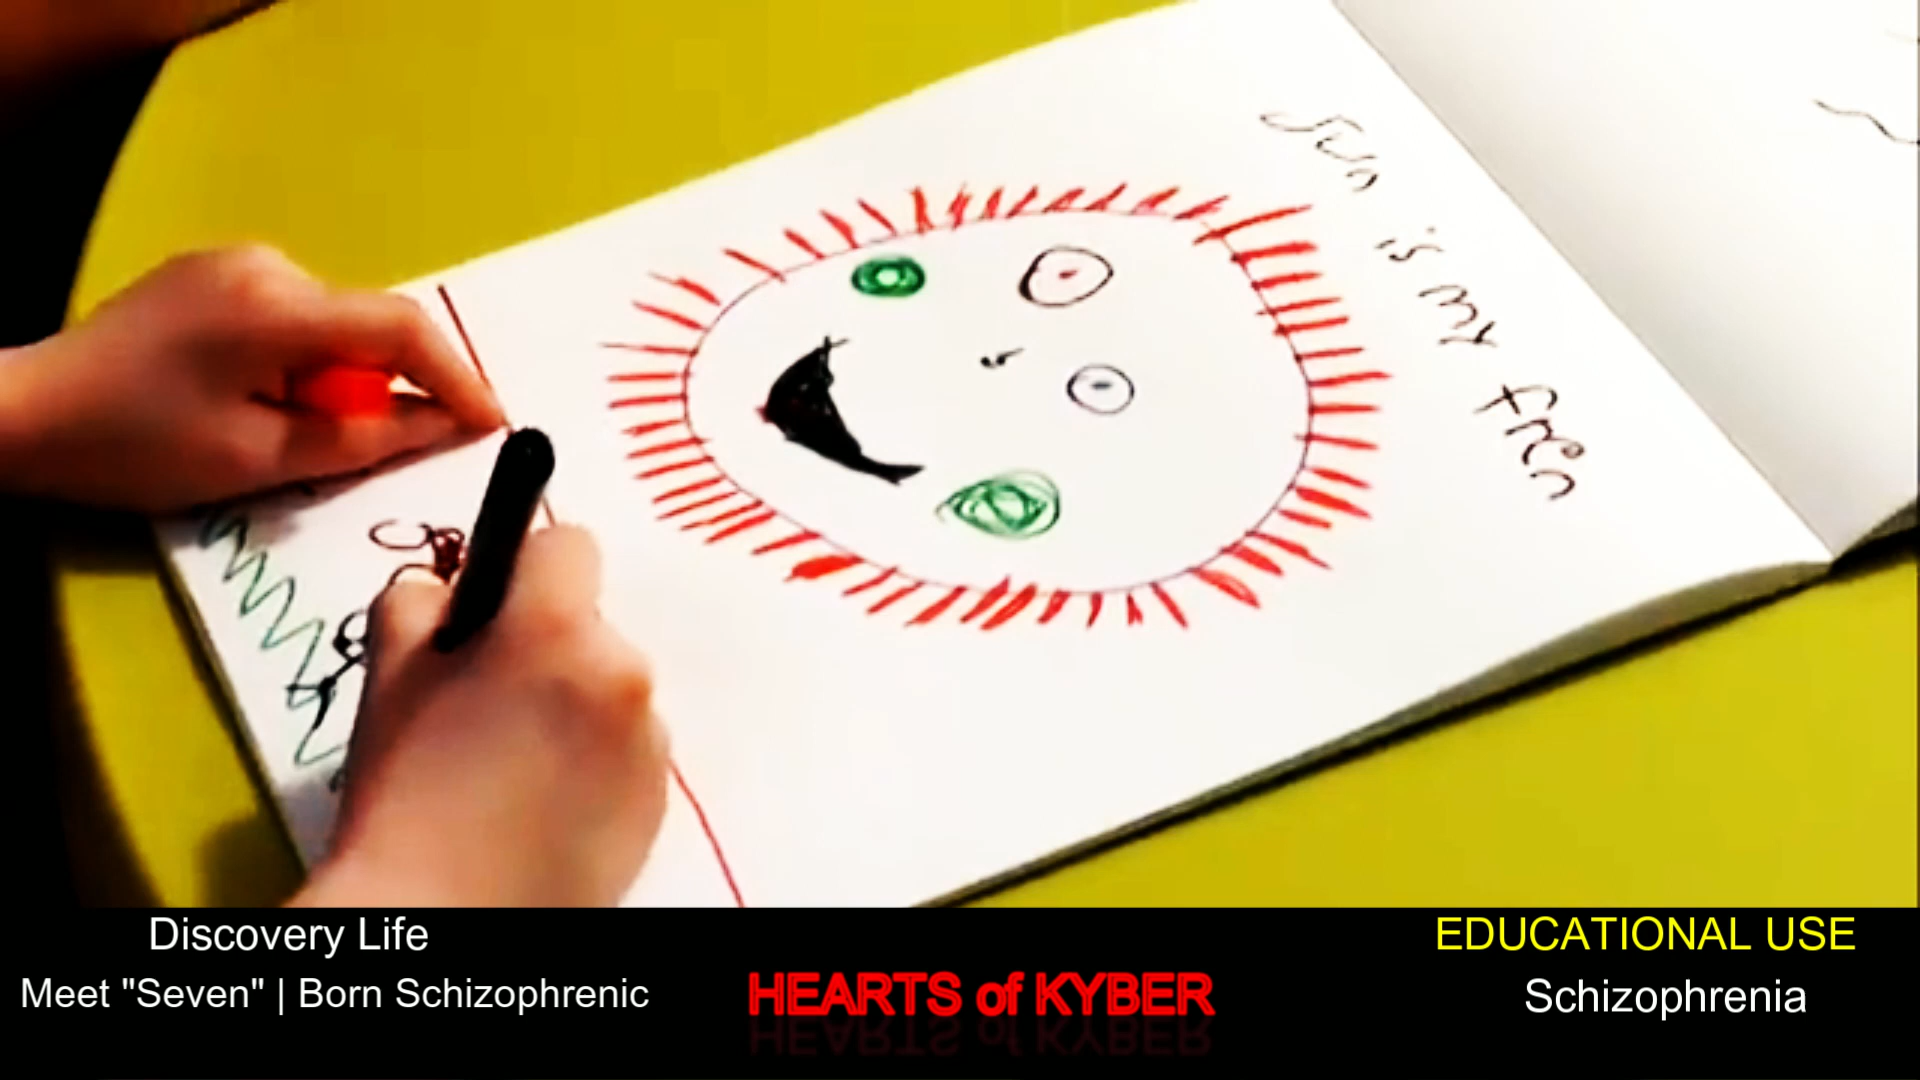 Sun is my fren
Discovery Life
Meet "Seven" | Born Schizophrenic
HEARTS of KYBER
EDUCATIONAL USE
Schizophrenia